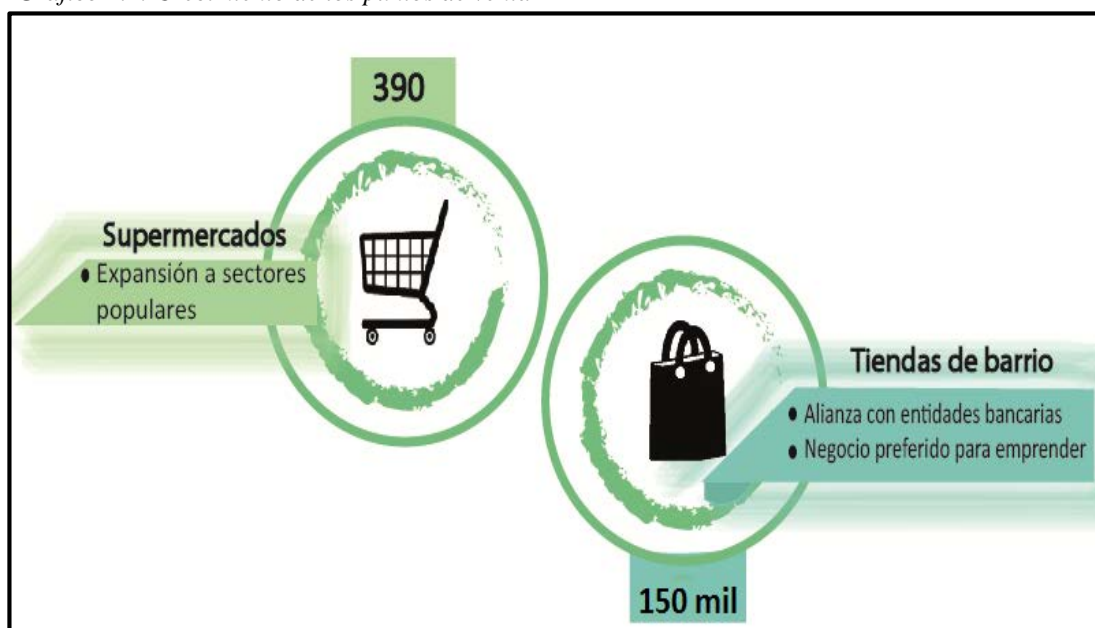 390
Supermercados
• Expansión a sectores
populares
Tiendas de barrio
• Alianza con entidades bancarias
• Negocio preferido para emprender
150 mil